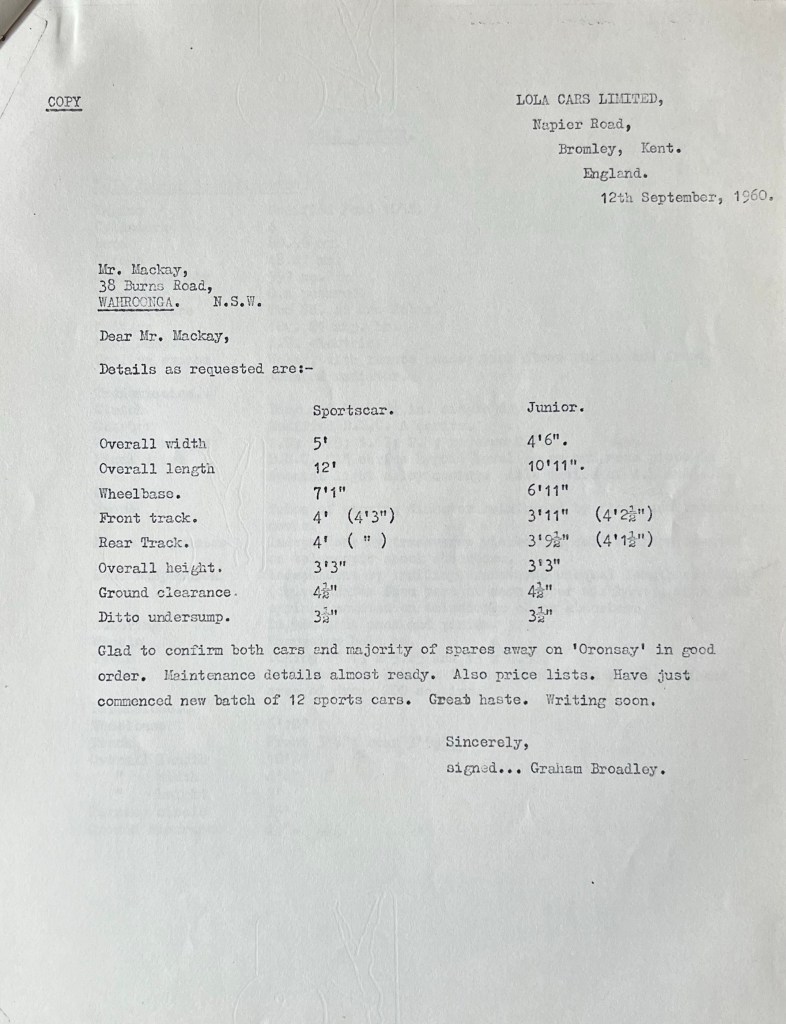 COPY
LOLA CARS LIMITED,
Napier Road,
Bromley, Kent.
England.
12th September, 1960.
Mr. Mackay,
38 Burns Road,
WAHROONGA. N.S.W.
Dear Mr. Mackay,
Details as requested are:-
Sportscar. Junior.
Overall width 5' 4'6".
Overall length 12' 10'11".
Wheelbase. 7'1" 6'11"
Front track. 4' (4'3") 3'11" (4'2½")
Rear Track. 4' ( " ) 3'9½" (4'1½")
Overall height. 3'3" 3'3"
Ground clearance. 4½" 4½"
Ditto undersump. 3½" 3½"
Glad to confirm both cars and majority of spares away on 'Oronsay' in good
order. Maintenance details almost ready. Also price lists. Have just
commenced new batch of 12 sports cars. Great haste. Writing soon.
Sincerely,
signed... Graham Broadley.